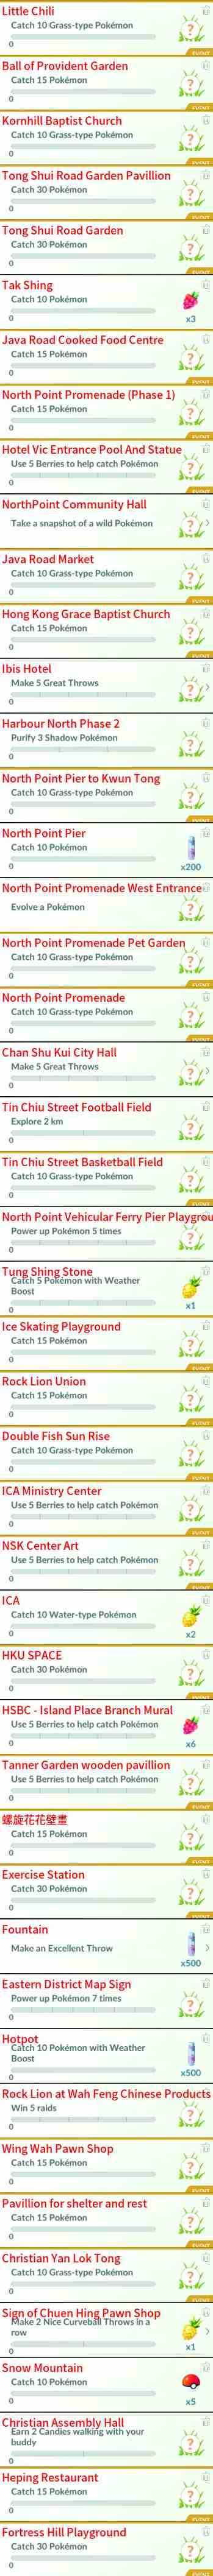 Little Chili
Catch 10 Grass-type Pokémon
0
EVENT
Ball of Provident Garden
Catch 15 Pokémon
0
EVENT
Kornhill Baptist Church
Catch 10 Grass-type Pokémon
0
EVENT
Tong Shui Road Garden Pavillion
Catch 30 Pokémon
0
EVENT
Tong Shui Road Garden
Catch 30 Pokémon
0
EVENT
Tak Shing
Catch 10 Pokémon
0
x3
Java Road Cooked Food Centre
Catch 15 Pokémon
0
EVENT
North Point Promenade (Phase 1)
Catch 15 Pokémon
0
EVENT
Hotel Vic Entrance Pool And Statue
Use 5 Berries to help catch Pokémon
0
NorthPoint Community Hall
Take a snapshot of a wild Pokémon
Java Road Market
Catch 10 Grass-type Pokémon
0
EVENT
Hong Kong Grace Baptist Church
Catch 15 Pokémon
0
Ibis Hotel
Make 5 Great Throws
0
Harbour North Phase 2
Purify 3 Shadow Pokémon
0
North Point Pier to Kwun Tong
Catch 10 Grass-type Pokémon
0
EVENT
North Point Pier
Catch 10 Pokémon
0
x200
North Point Promenade West Entrance
Evolve a Pokémon
North Point Promenade Pet Garden
Catch 10 Grass-type Pokémon
0
EVENT
North Point Promenade
Catch 10 Grass-type Pokémon
0
EVENT
Chan Shu Kui City Hall
Make 5 Great Throws
0
Tin Chiu Street Football Field
Explore 2 km
0
Tin Chiu Street Basketball Field
Catch 10 Grass-type Pokémon
0
EVENT
North Point Vehicular Ferry Pier Playgrou
Power up Pokémon 5 times
0
Tung Shing Stone
Catch 5 Pokémon with Weather
Boost
0
x1
Ice Skating Playground
Catch 15 Pokémon
0
EVENT
Rock Lion Union
Catch 15 Pokémon
0
EVENT
Double Fish Sun Rise
Catch 10 Grass-type Pokémon
0
EVENT
ICA Ministry Center
Use 5 Berries to help catch Pokémon
0
EVENT
NSK Center Art
Use 5 Berries to help catch Pokémon
0
ICA
Catch 10 Water-type Pokémon
0
x2
HKU SPACE
Catch 30 Pokémon
0
EVENT
HSBC - Island Place Branch Mural
Use 5 Berries to help catch Pokémon
0
x6
Tanner Garden wooden pavillion
Use 5 Berries to help catch Pokémon
0
螺旋花花壁畫
Catch 15 Pokémon
0
EVENT
Exercise Station
Catch 30 Pokémon
0
EVENT
Fountain
Make an Excellent Throw
x500
Eastern District Map Sign
Power up Pokémon 7 times
0
Hotpot
Catch 10 Pokémon with Weather
Boost
0
x500
Rock Lion at Wah Feng Chinese Products
Win 5 raids
0
Wing Wah Pawn Shop
Catch 15 Pokémon
0
EVENT
Pavillion for shelter and rest
Catch 15 Pokémon
0
EVENT
Christian Yan Lok Tong
Catch 10 Grass-type Pokémon
0
EVENT
Sign of Chuen Hing Pawn Shop
Make 2 Nice Curveball Throws in a
row
0
x1
Snow Mountain
Catch 10 Pokémon
0
x5
Christian Assembly Hall
Earn 2 Candies walking with your
buddy
0
EVENT
Heping Restaurant
Catch 15 Pokémon
0
EVENT
Fortress Hill Playground
Catch 30 Pokémon
0
EVENT